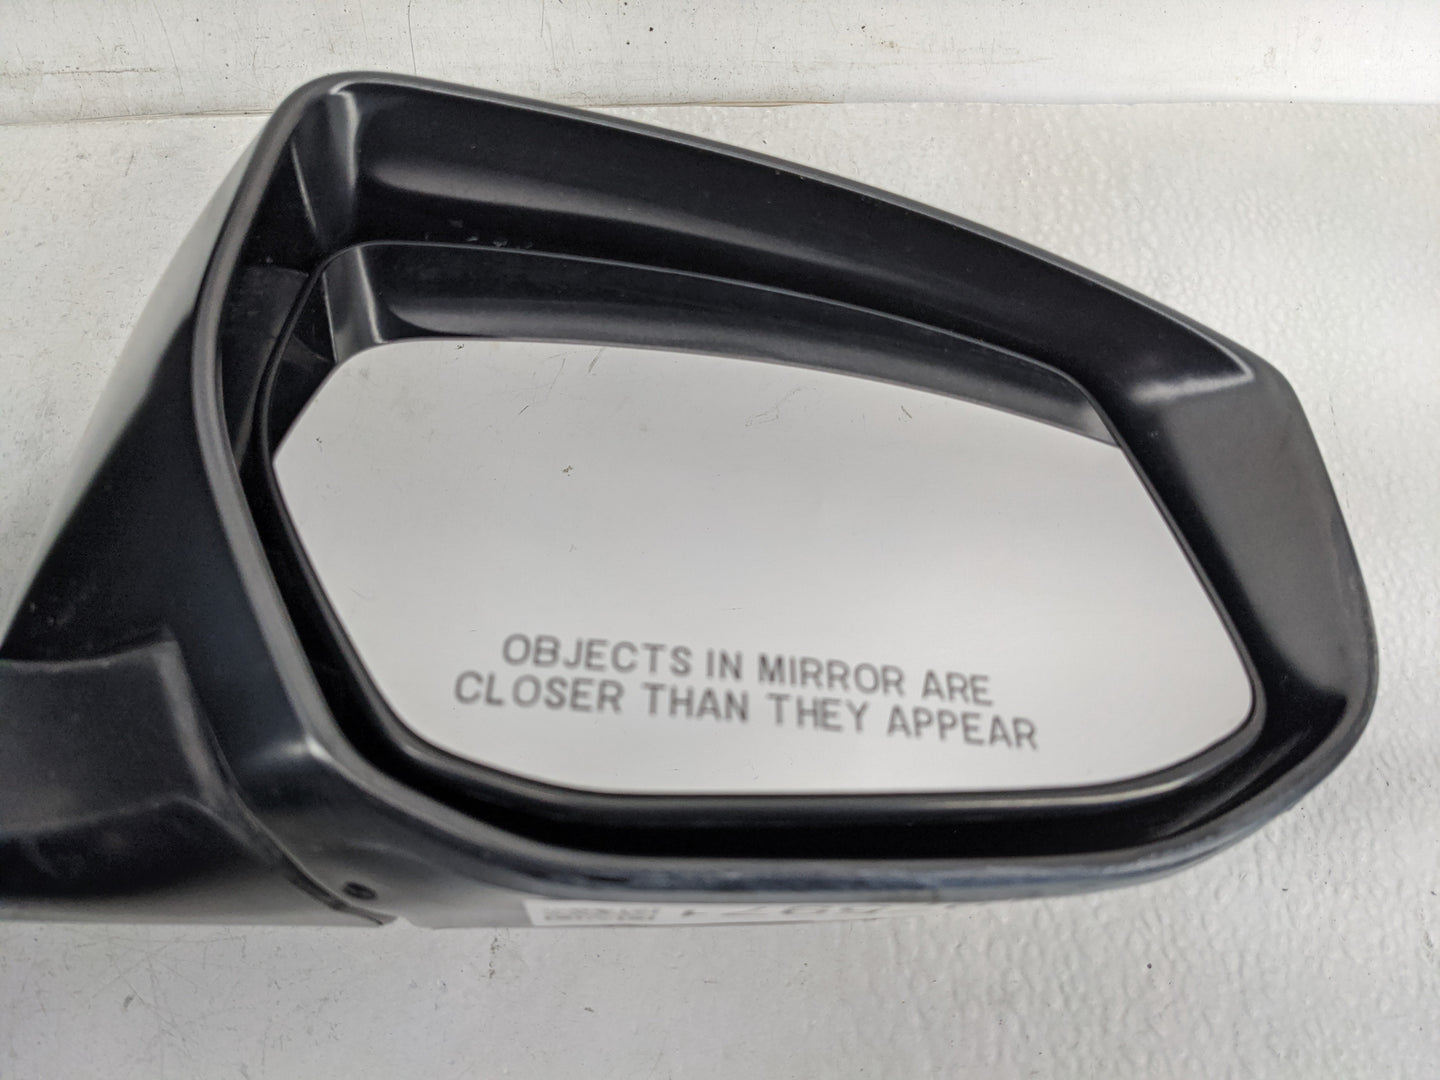 OBJECTS IN MIRROR ARE
CLOSER THAN THEY APPEAR